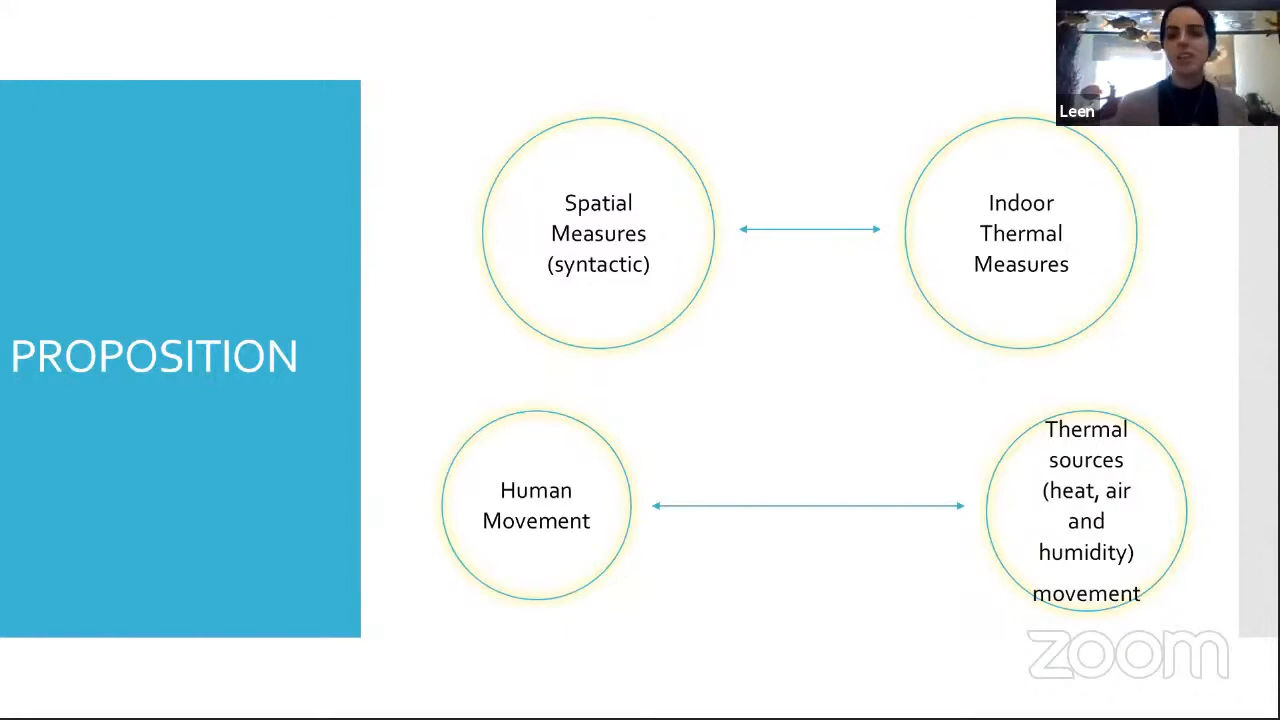 Leen
PROPOSITION
Spatial
Measures
(syntactic)
Indoor
Thermal
Measures
Human
Movement
Thermal
sources
(heat, air
and
humidity)
movement
zoom